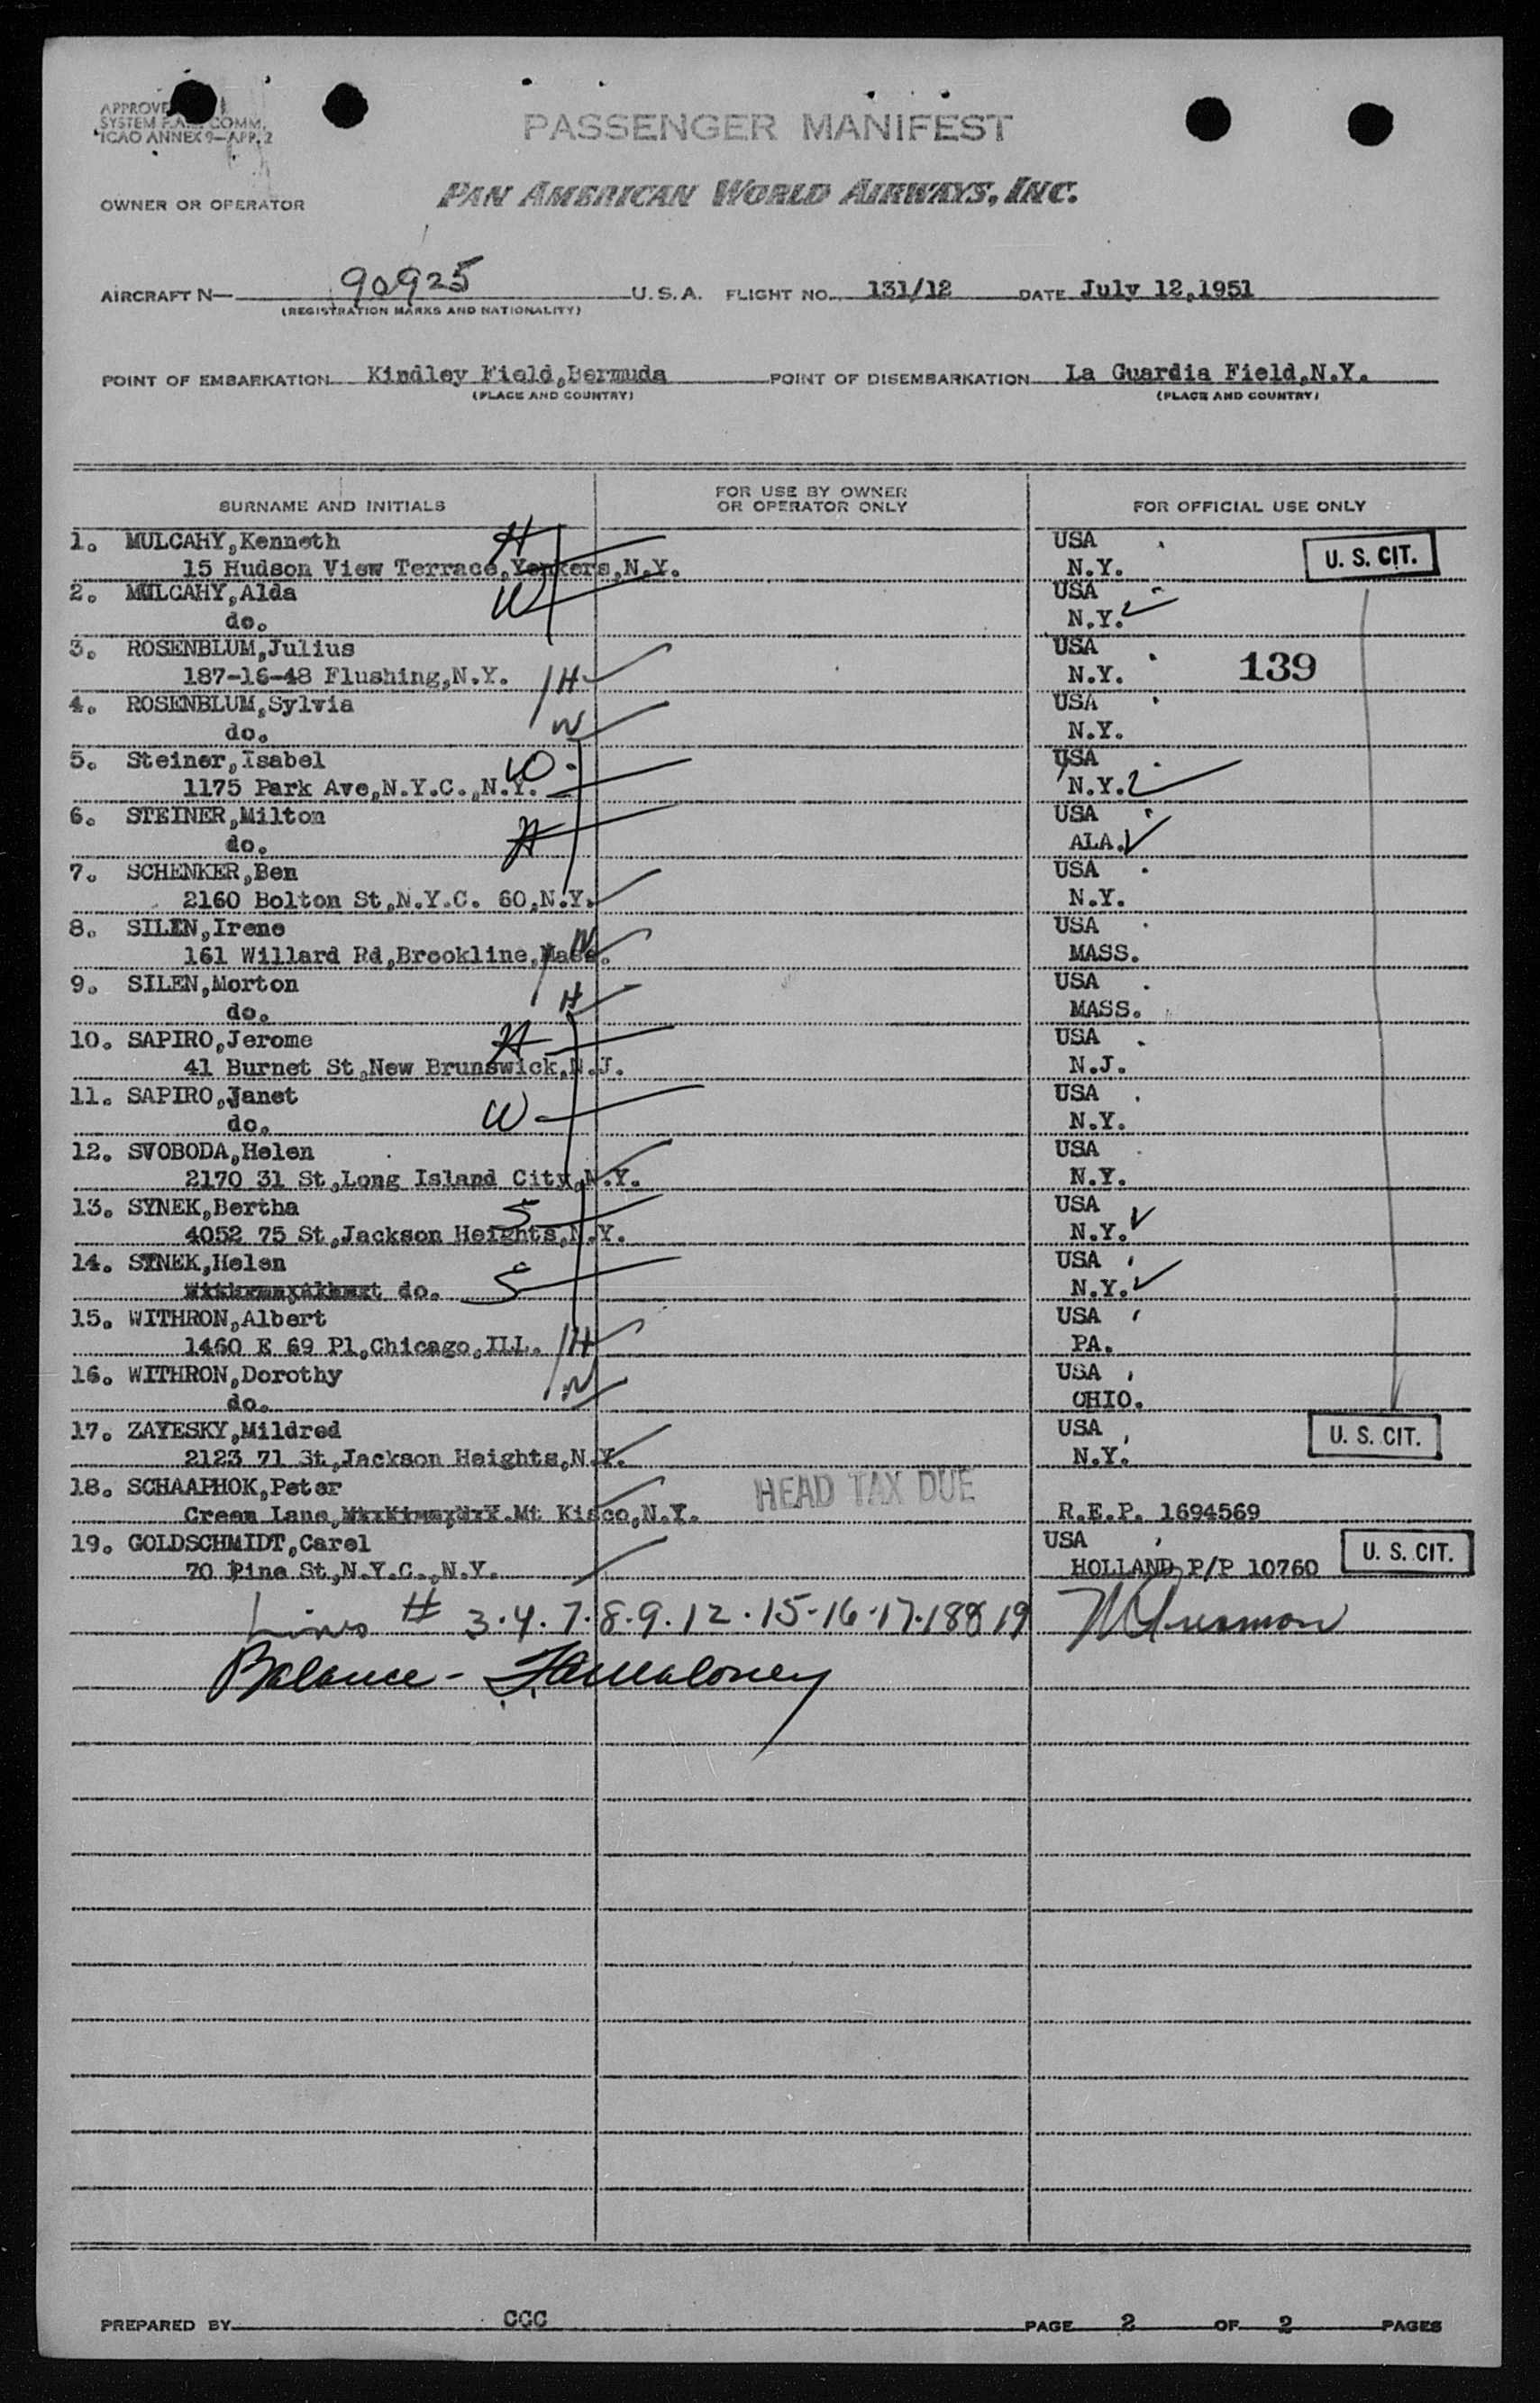 APPROVED
SYSTEM P.A.A. COMM.
ICAO ANNEX 9—APP. 2
PASSENGER MANIFEST
OWNER OR OPERATOR PAN AMERICAN WORLD AIRWAYS, INC.
AIRCRAFT N— 90925 U.S.A. FLIGHT NO. 131/12 DATE July 12,1951
(REGISTRATION MARKS AND NATIONALITY)
POINT OF EMBARKATION Kindley Field,Bermuda POINT OF DISEMBARKATION La Guardia Field,N.Y.
(PLACE AND COUNTRY) (PLACE AND COUNTRY)
SURNAME AND INITIALS FOR USE BY OWNER OR OPERATOR ONLY FOR OFFICIAL USE ONLY
1. MULCAHY,Kenneth H USA
15 Hudson View Terrace,Yonkers,N.Y. N.Y. U. S. CIT.
2. MULCAHY,Alda W USA
do. N.Y.
3. ROSENBLUM,Julius USA
187-16-48 Flushing,N.Y. H N.Y. 139
4. ROSENBLUM,Sylvia USA
do. W N.Y.
5. Steiner,Isabel W USA
1175 Park Ave,N.Y.C.,N.Y. N.Y.
6. STEINER,Milton USA
do. H ALA.
7. SCHENKER,Ben USA
2160 Bolton St,N.Y.C. 60,N.Y. N.Y.
8. SILEN,Irene USA
161 Willard Rd,Brookline,Mass. W MASS.
9. SILEN,Morton USA
do. H MASS.
10. SAPIRO,Jerome H USA
41 Burnet St,New Brunswick,N.J. N.J.
11. SAPIRO,Janet USA
do. W N.Y.
12. SVOBODA,Helen USA
2170 31 St,Long Island City,N.Y. N.Y.
13. SYNEK,Bertha S USA
4052 75 St,Jackson Heights,N.Y. N.Y.
14. SYNEK,Helen USA
do. S N.Y.
15. WITHRON,Albert USA
1460 E 69 Pl,Chicago,ILL. H PA.
16. WITHRON,Dorothy USA
do. W OHIO.
17. ZAYESKY,Mildred USA
2123 71 St,Jackson Heights,N.Y. N.Y. U. S. CIT.
18. SCHAAPHOK,Peter HEAD TAX DUE
Cream Lane, Mt Kisco,N.Y. R.E.P. 1694569
19. GOLDSCHMIDT,Carel USA
70 Pine St,N.Y.C.,N.Y. HOLLAND P/P 10760 U. S. CIT.
Lines # 3.4.7.8.9.12.15-16.17.18&19
Balance -
PREPARED BY CCC PAGE 2 OF 2 PAGES